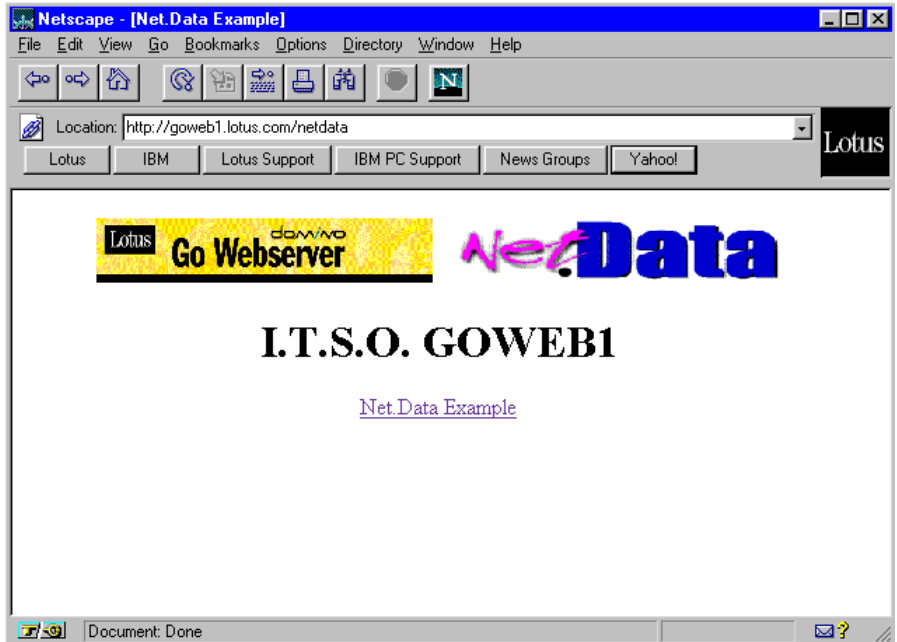 Netscape - [Net.Data Example]
File Edit View Go Bookmarks Options Directory Window Help
N
Location: http://goweb1.lotus.com/netdata
Lotus
Lotus IBM Lotus Support IBM PC Support News Groups Yahoo!
Lotus domino
Go Webserver
Net.Data
I.T.S.O. GOWEB1
Net.Data Example
Document: Done